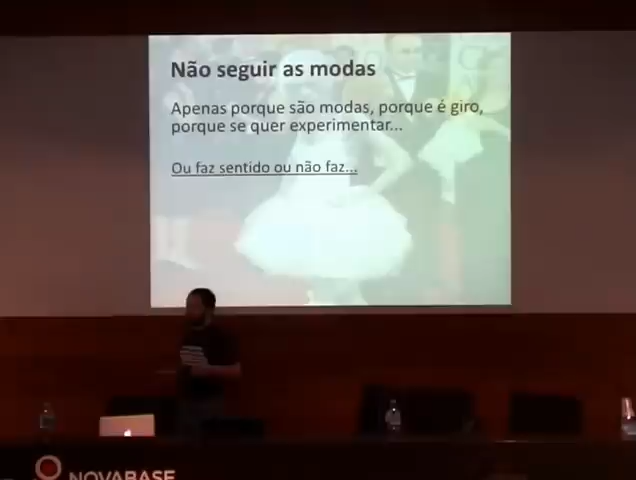 Não seguir as modas
Apenas porque são modas, porque é giro,
porque se quer experimentar...
Ou faz sentido ou não faz...
NOVABASE